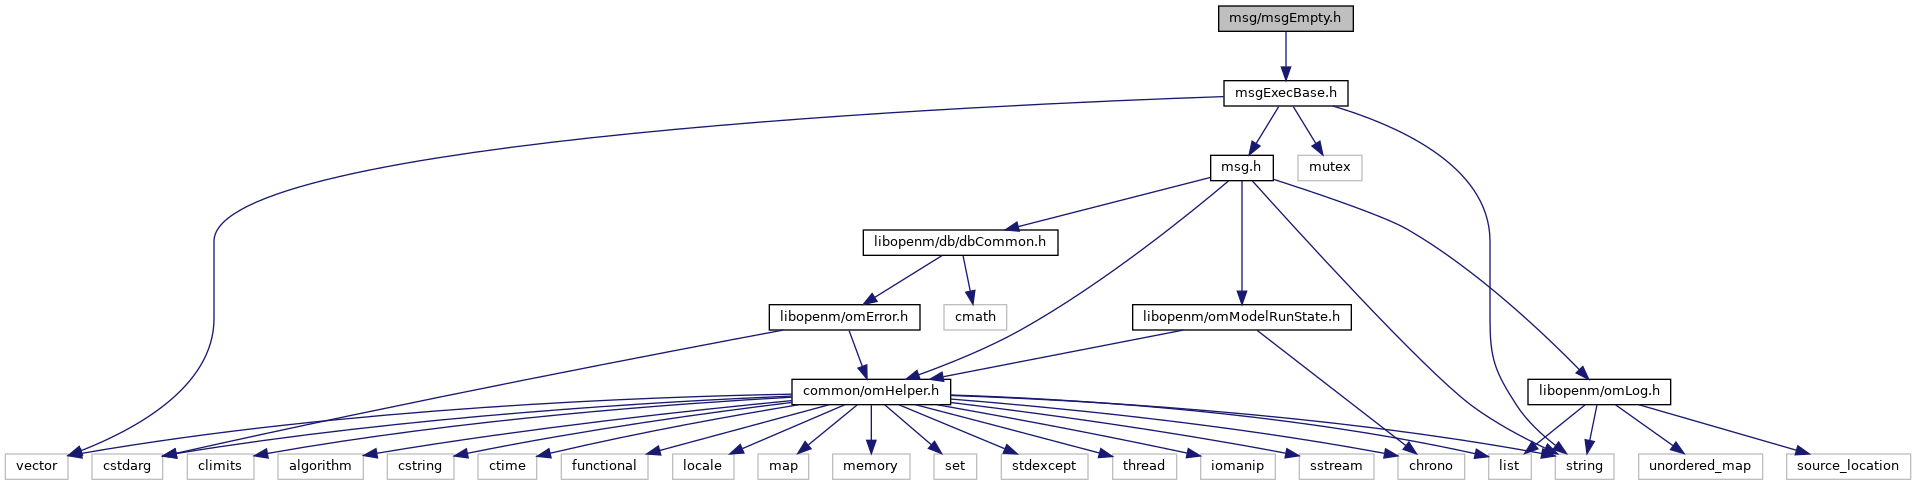 msg/msgEmpty.h
msgExecBase.h
msg.h
mutex
libopenm/db/dbCommon.h
libopenm/omError.h
cmath
libopenm/omModelRunState.h
common/omHelper.h
libopenm/omLog.h
vector
cstdarg
climits
algorithm
cstring
ctime
functional
locale
map
memory
set
stdexcept
thread
iomanip
sstream
chrono
list
string
unordered_map
source_location